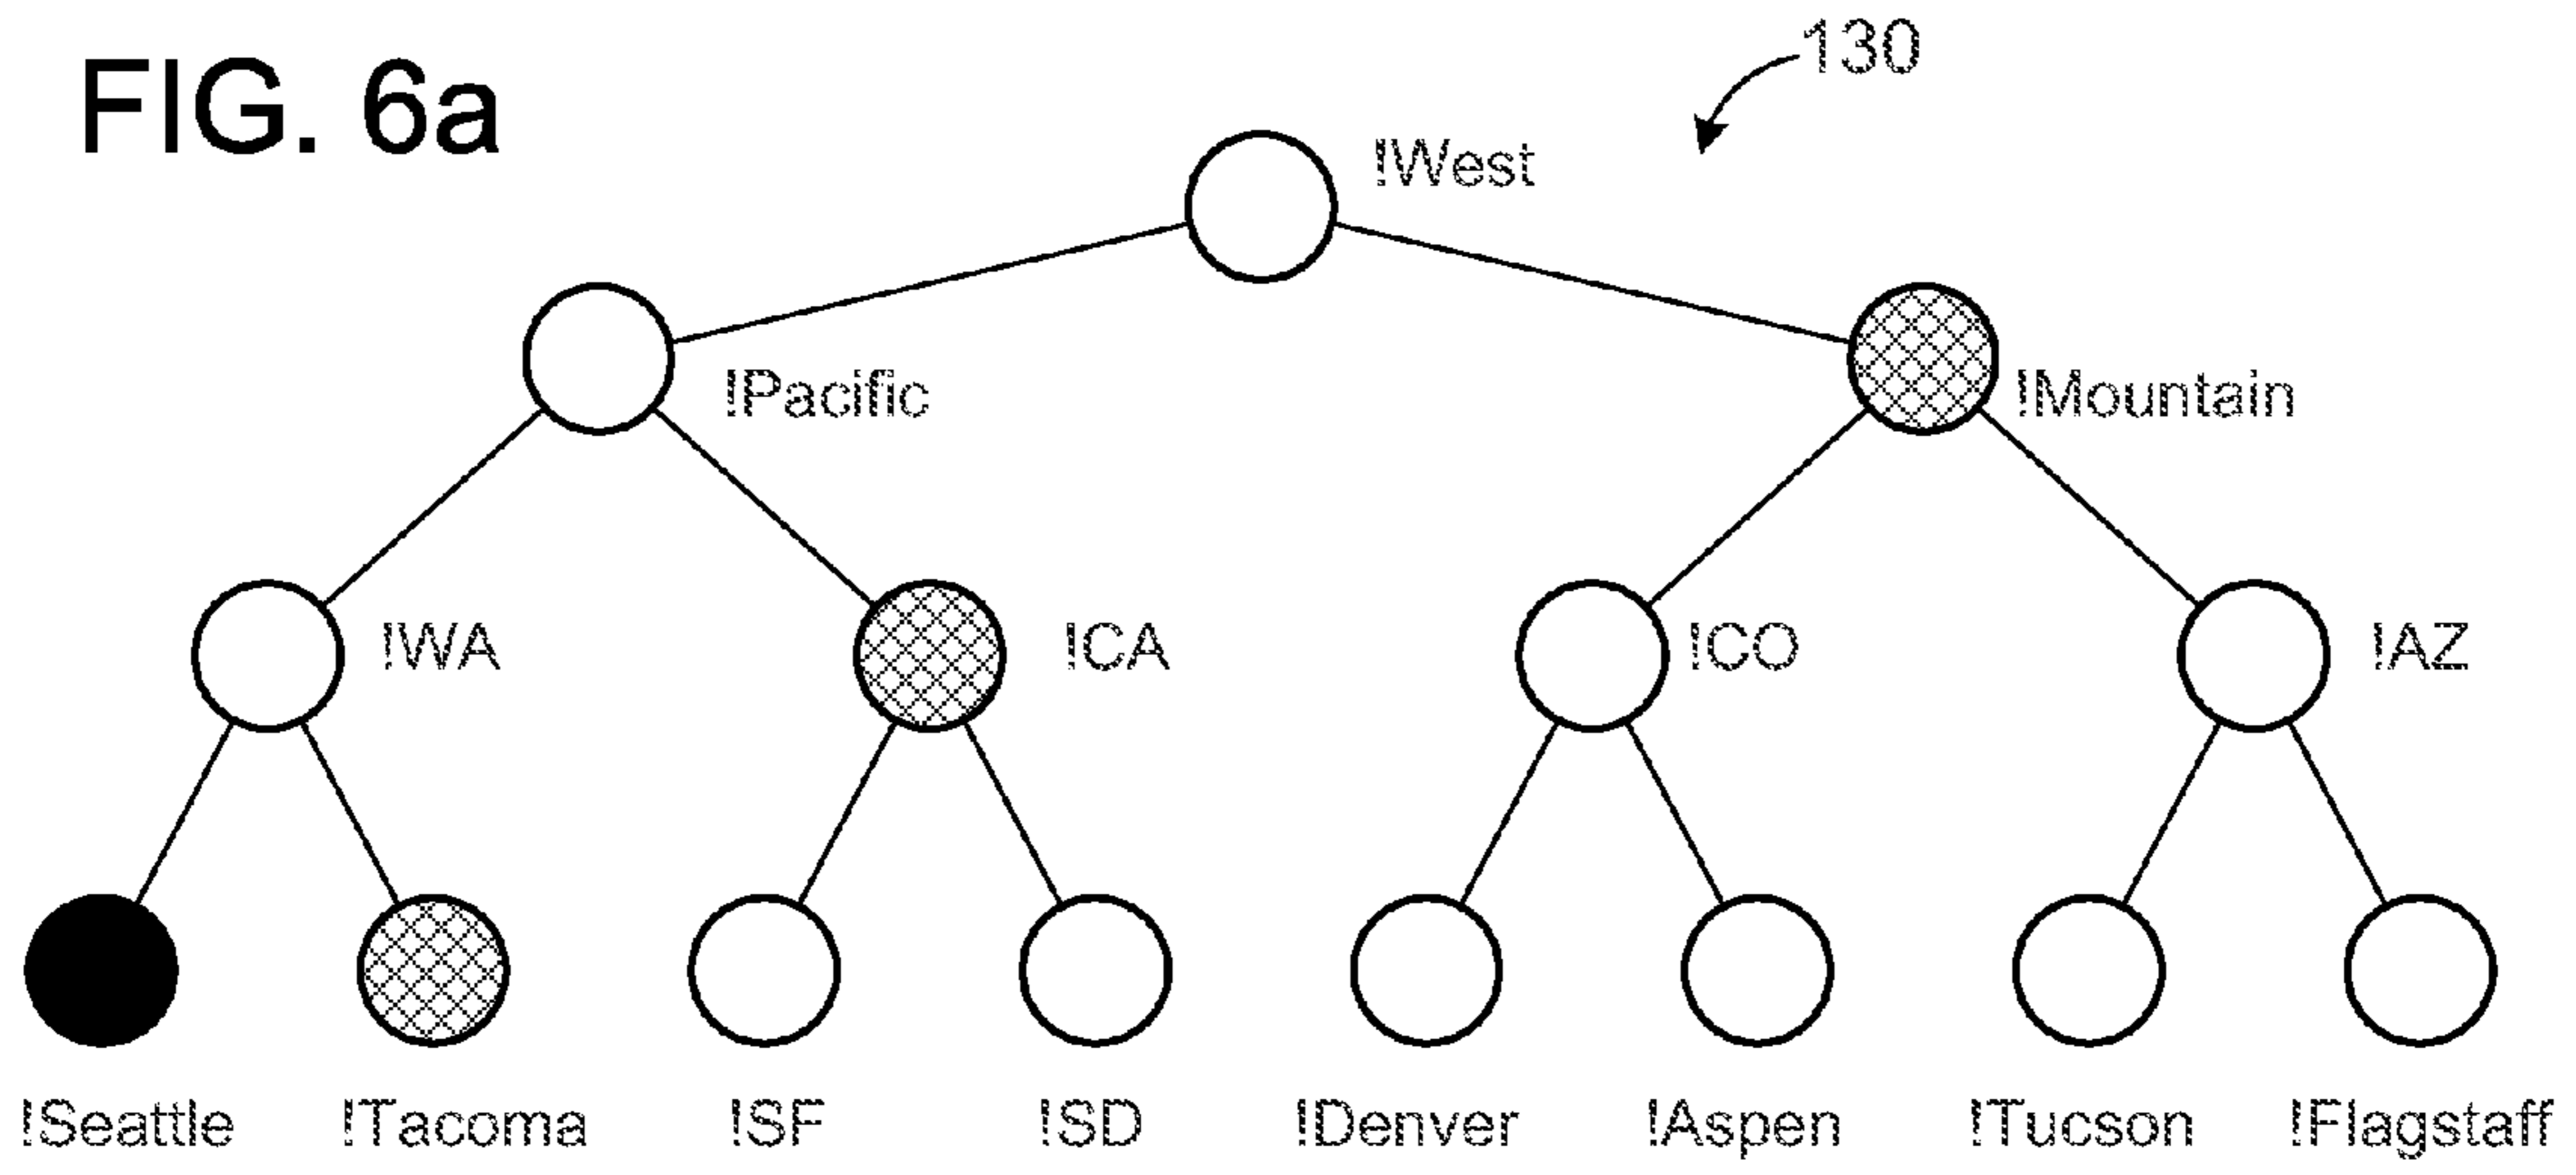 FIG. 6a
130
!West
!Pacific
!Mountain
!WA
!CA
!CO
!AZ
!Seattle
!Tacoma
!SF
!SD
!Denver
!Aspen
!Tucson
!Flagstaff